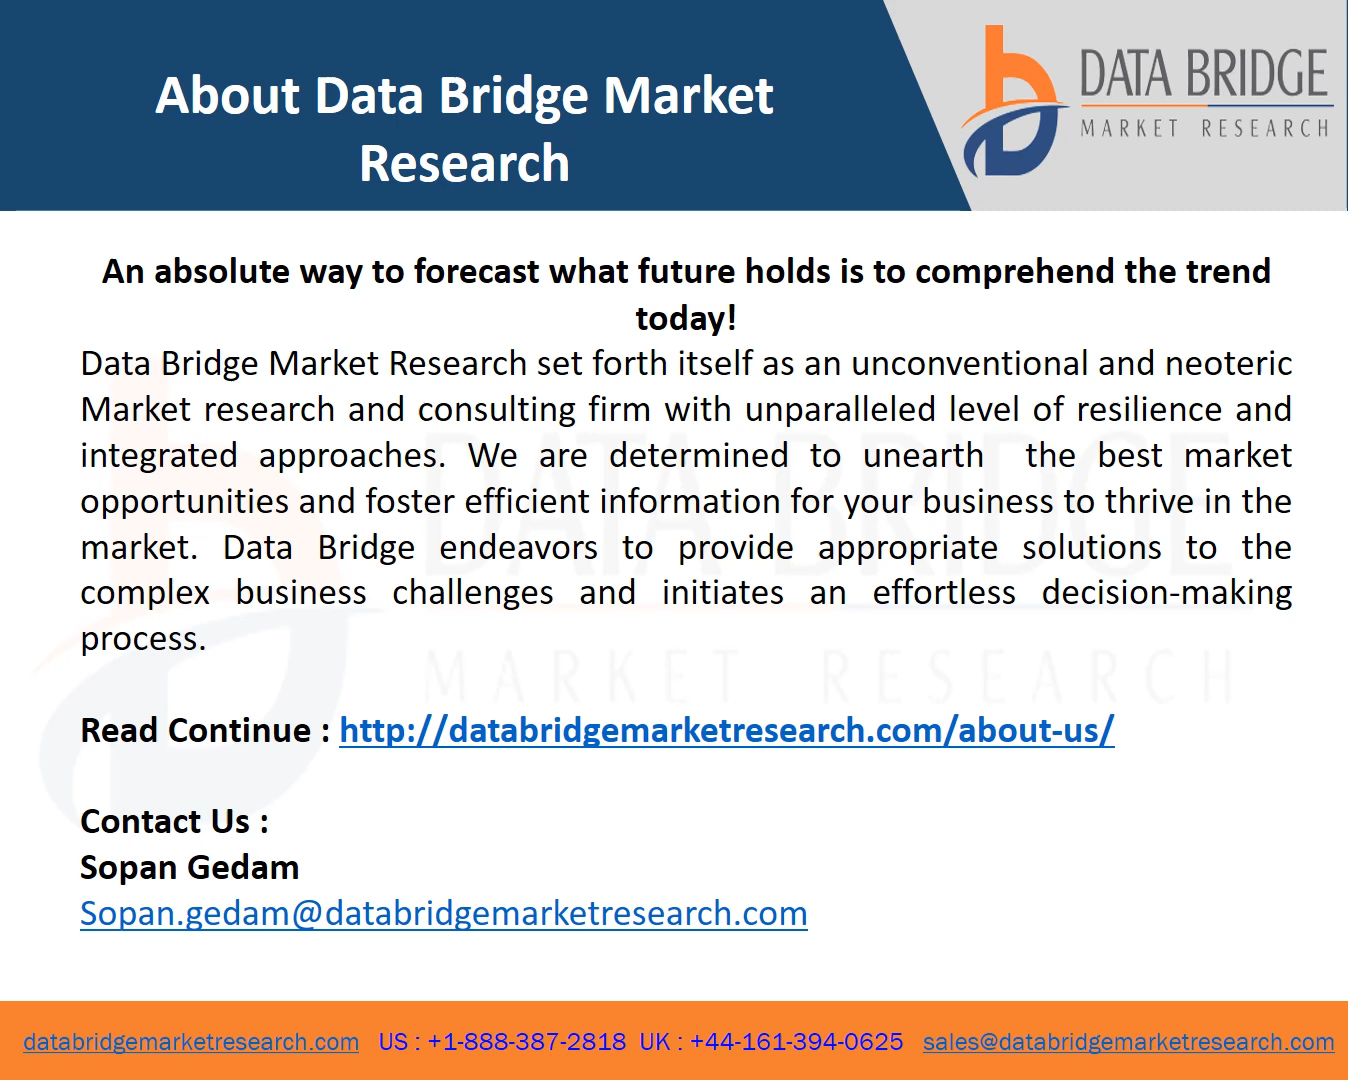 About Data Bridge Market
Research
DATA BRIDGE
MARKET RESEARCH
An absolute way to forecast what future holds is to comprehend the trend
today!
Data Bridge Market Research set forth itself as an unconventional and neoteric
Market research and consulting firm with unparalleled level of resilience and
integrated approaches. We are determined to unearth the best market
opportunities and foster efficient information for your business to thrive in the
market. Data Bridge endeavors to provide appropriate solutions to the
complex business challenges and initiates an effortless decision-making
process.
DATA BRIDGE
MARKET RESEARCH
Read Continue : http://databridgemarketresearch.com/about-us/
Contact Us :
Sopan Gedam
Sopan.gedam@databridgemarketresearch.com
databridgemarketresearch.com US : +1-888-387-2818 UK : +44-161-394-0625 sales@databridgemarketresearch.com